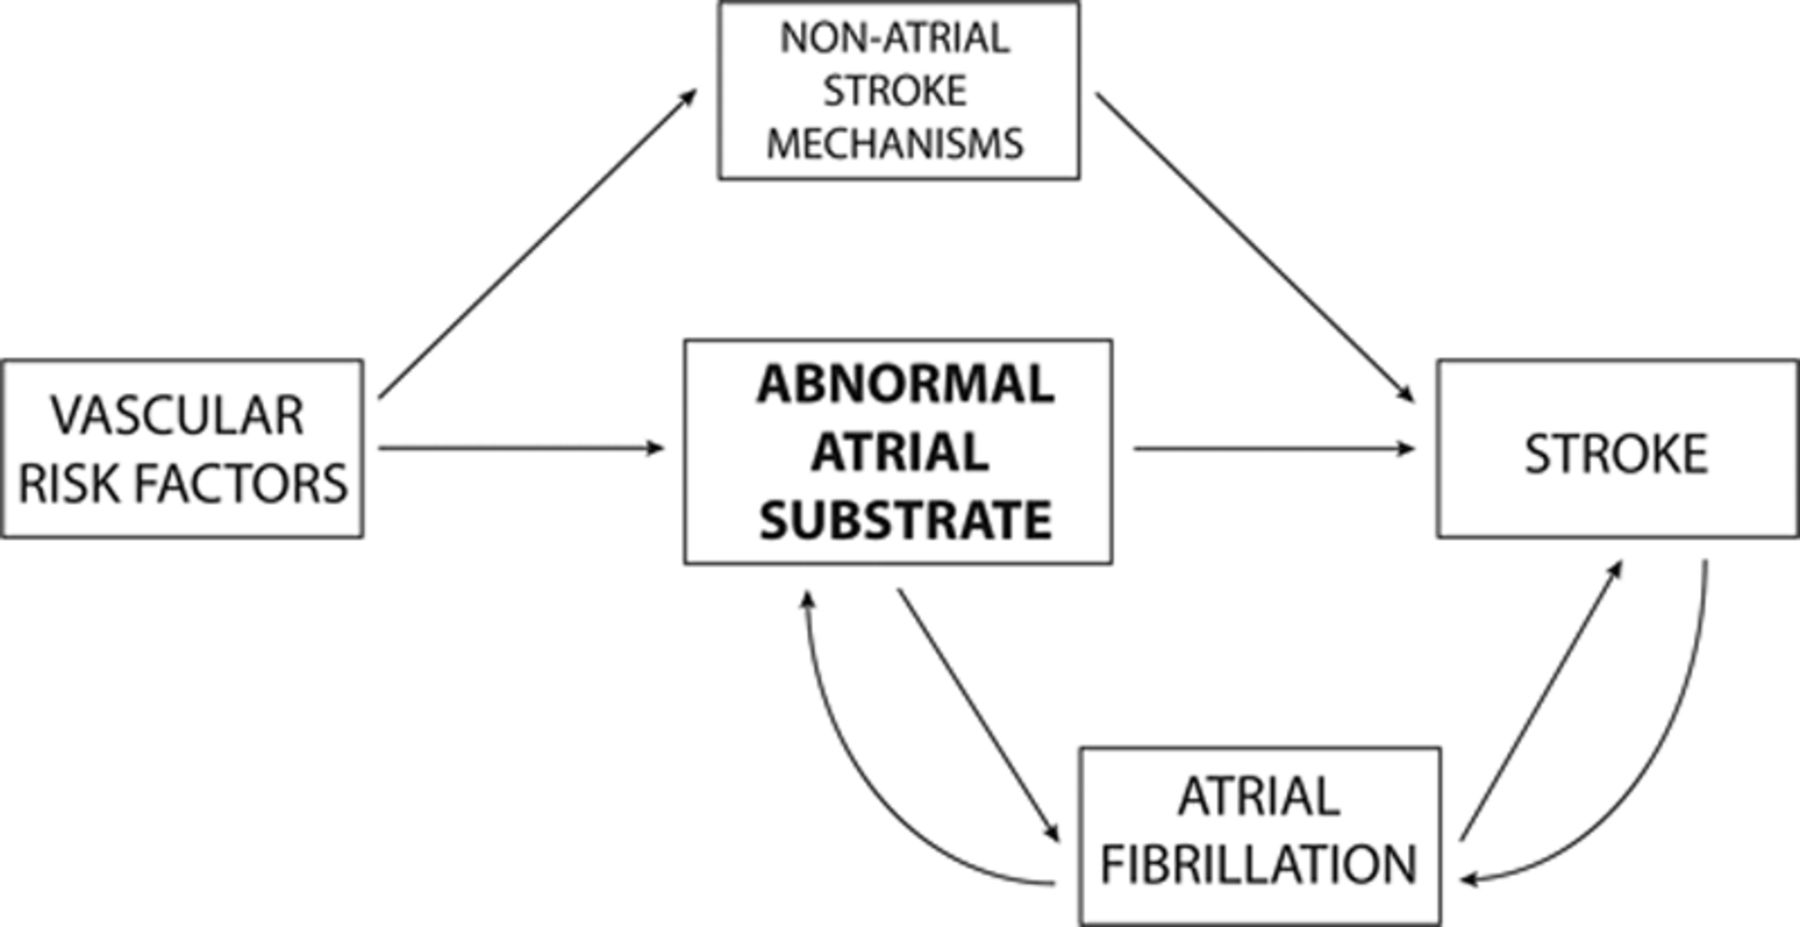 NON-ATRIAL
STROKE
MECHANISMS
VASCULAR
RISK FACTORS
ABNORMAL
ATRIAL
SUBSTRATE
STROKE
ATRIAL
FIBRILLATION